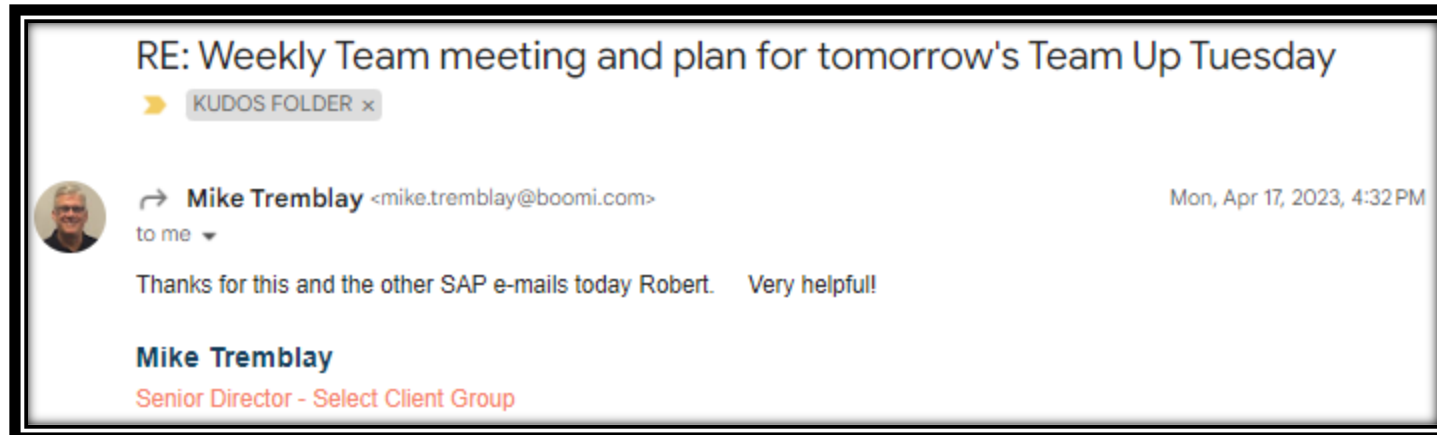 RE: Weekly Team meeting and plan for tomorrow's Team Up Tuesday
KUDOS FOLDER ×
Mike Tremblay <mike.tremblay@boomi.com>
Mon, Apr 17, 2023, 4:32 PM
to me
Thanks for this and the other SAP e-mails today Robert. Very helpful!
Mike Tremblay
Senior Director - Select Client Group